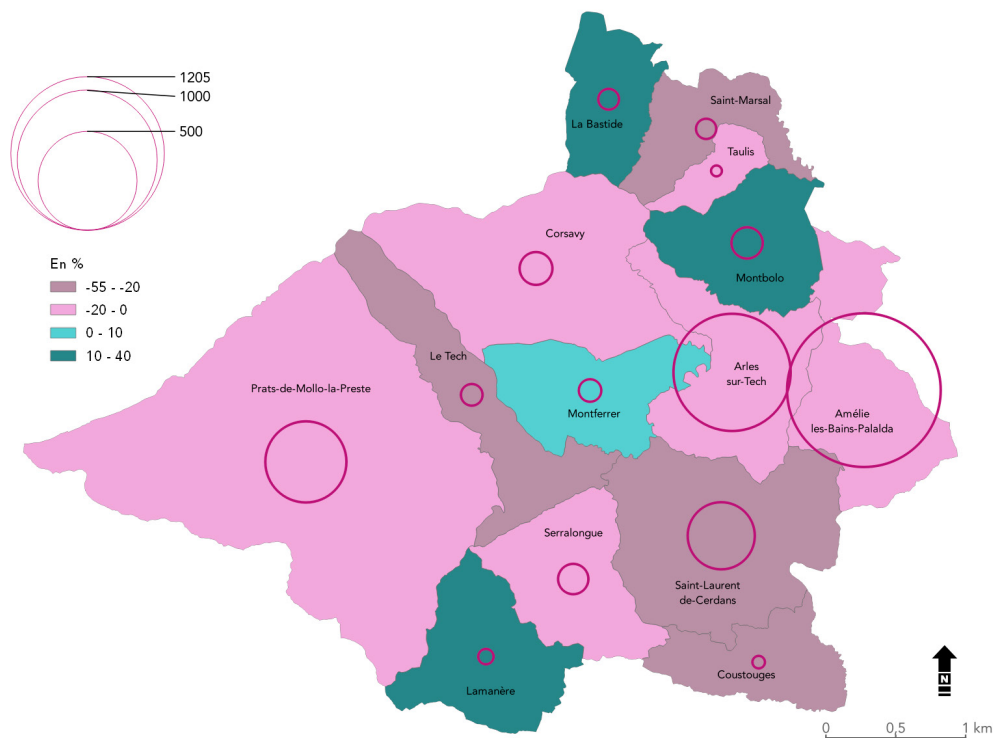 1205
1000
500
En %
-55 - -20
-20 - 0
0 - 10
10 - 40
La Bastide
Saint-Marsal
Taulis
Corsavy
Montbolo
Le Tech
Prats-de-Mollo-la-Preste
Montferrer
Arles
sur-Tech
Amélie
les-Bains-Palalda
Serralongue
Saint-Laurent
de-Cerdans
Coustouges
Lamanère
N
0
0,5
1 km